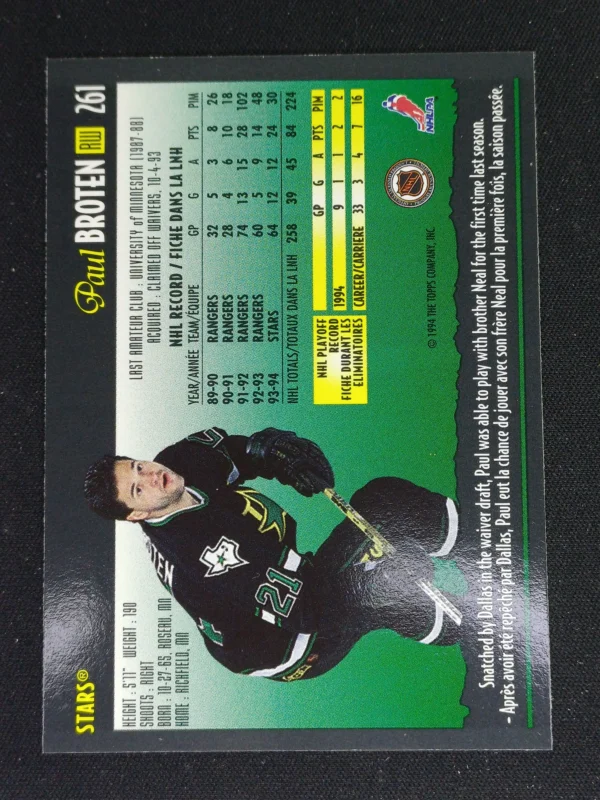 STARS®
Paul BROTEN RW 261
HEIGHT : 5'11" WEIGHT : 190
SHOOTS : RIGHT
BORN : 10-27-65, ROSEAU, MN
HOME : RICHFIELD, MN
LAST AMATEUR CLUB : UNIVERSITY of MINNESOTA (1987-88)
ACQUIRED : CLAIMED OFF WAIVERS, 10-4-93
NHL RECORD / FICHE DANS LA LNH
YEAR/ANNÉE TEAM/ÉQUIPE GP G A PTS PIM
89-90 RANGERS 32 5 3 8 26
90-91 RANGERS 28 4 6 10 18
91-92 RANGERS 74 13 15 28 102
92-93 RANGERS 60 5 9 14 48
93-94 STARS 64 12 12 24 30
NHL TOTALS/TOTAUX DANS LA LNH 258 39 45 84 224
NHL PLAYOFF RECORD
FICHE DURANT LES ELIMINATOIRES
GP G A PTS PIM
1994 9 1 1 2 2
CAREER/CARRIERE 33 3 4 7 16
OTEN
21
NHL
NHLPA
© 1994 THE TOPPS COMPANY, INC.
Snatched by Dallas in the waiver draft, Paul was able to play with brother Neal for the first time last season.
- Après avoir été repêché par Dallas, Paul eut la chance de jouer avec son frère Neal pour la première fois, la saison passée.